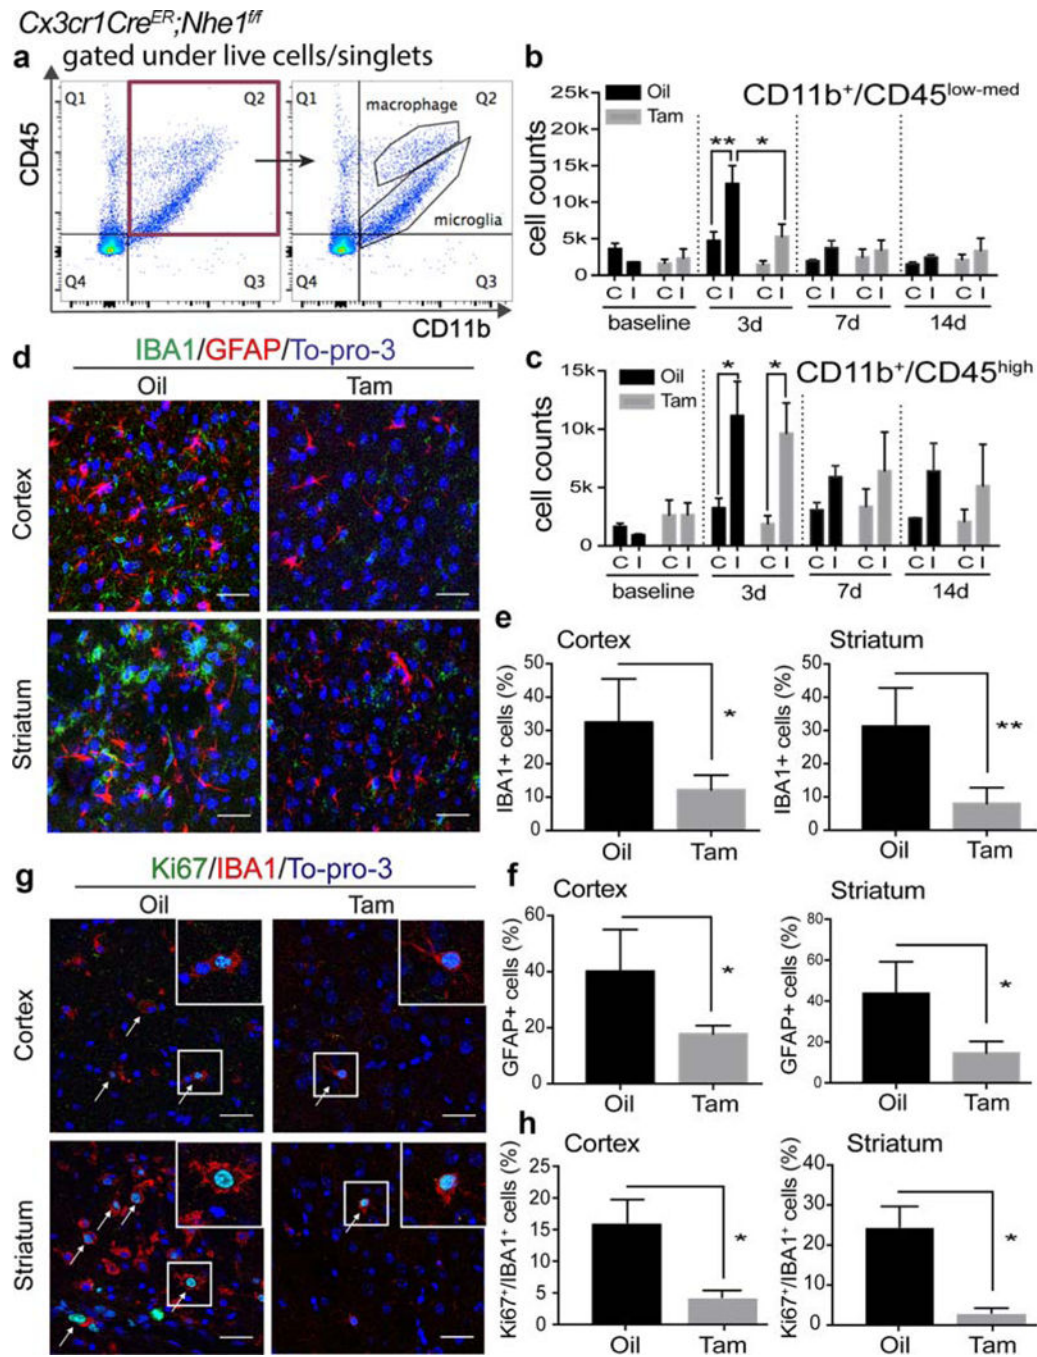 Cx3cr1Cre^ER;Nhe1^f/f
a gated under live cells/singlets
CD45
Q1 Q2
Q4 Q3
Q1 macrophage Q2
microglia
Q4 Q3
CD11b
b
25k
20k
15k
10k
5k
0
cell counts
Oil
Tam
CD11b+/CD45low-med
** *
C I C I C I C I C I C I C I C I
baseline 3d 7d 14d
c
15k
10k
5k
0
cell counts
Oil
Tam
CD11b+/CD45high
* *
C I C I C I C I C I C I C I C I
baseline 3d 7d 14d
d IBA1/GFAP/To-pro-3
Oil Tam
Cortex
Striatum
e Cortex
IBA1+ cells (%)
50
40
30
20
10
0
*
Oil Tam
Striatum
IBA1+ cells (%)
50
40
30
20
10
0
**
Oil Tam
f Cortex
GFAP+ cells (%)
60
40
20
0
*
Oil Tam
Striatum
GFAP+ cells (%)
80
60
40
20
0
*
Oil Tam
g Ki67/IBA1/To-pro-3
Oil Tam
Cortex
Striatum
h Cortex
Ki67+/IBA1+ cells (%)
25
20
15
10
5
0
*
Oil Tam
Striatum
Ki67+/IBA1+ cells (%)
40
30
20
10
0
*
Oil Tam